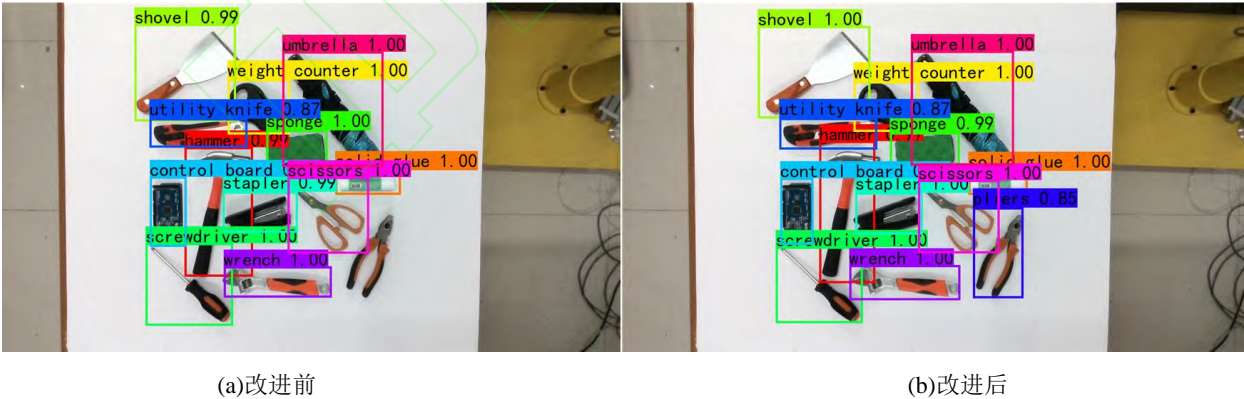 shovel 0.99
umbrella 1.00
weight counter 1.00
utility knife 0.87
sponge 1.00
hammer 0.99
solid glue 1.00
control board
scissors 1.00
stapler 0.99
screwdriver 1.00
wrench 1.00
shovel 1.00
umbrella 1.00
weight counter 1.00
utility knife 0.87
sponge 0.99
hammer
solid glue 1.00
control board
scissors 1.00
stapler 1.00
pliers 0.85
screwdriver 1.00
wrench 1.00
(a)改进前
(b)改进后